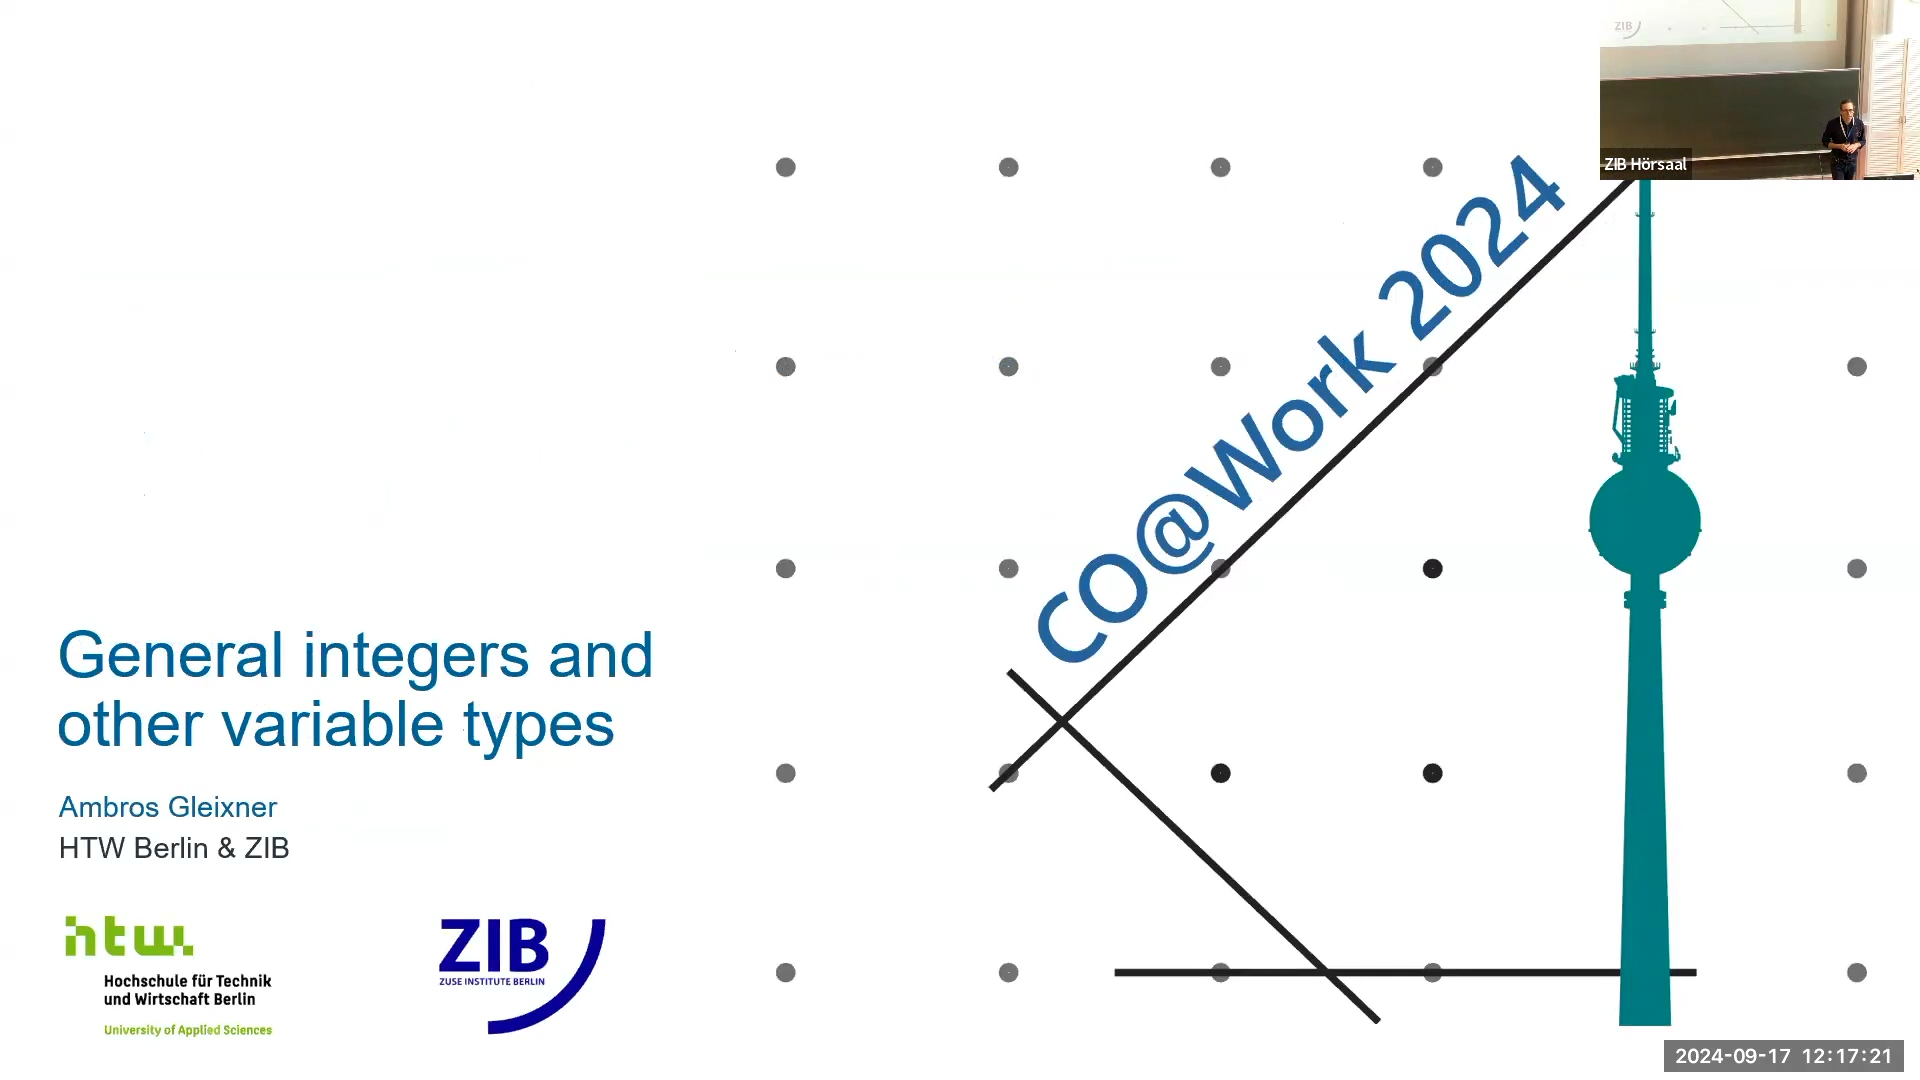 ZIB
ZIB Hörsaal
CO@Work 2024
General integers and
other variable types
Ambros Gleixner
HTW Berlin & ZIB
htw.
Hochschule für Technik
und Wirtschaft Berlin
University of Applied Sciences
ZIB
ZUSE INSTITUTE BERLIN
2024-09-17 12:17:21